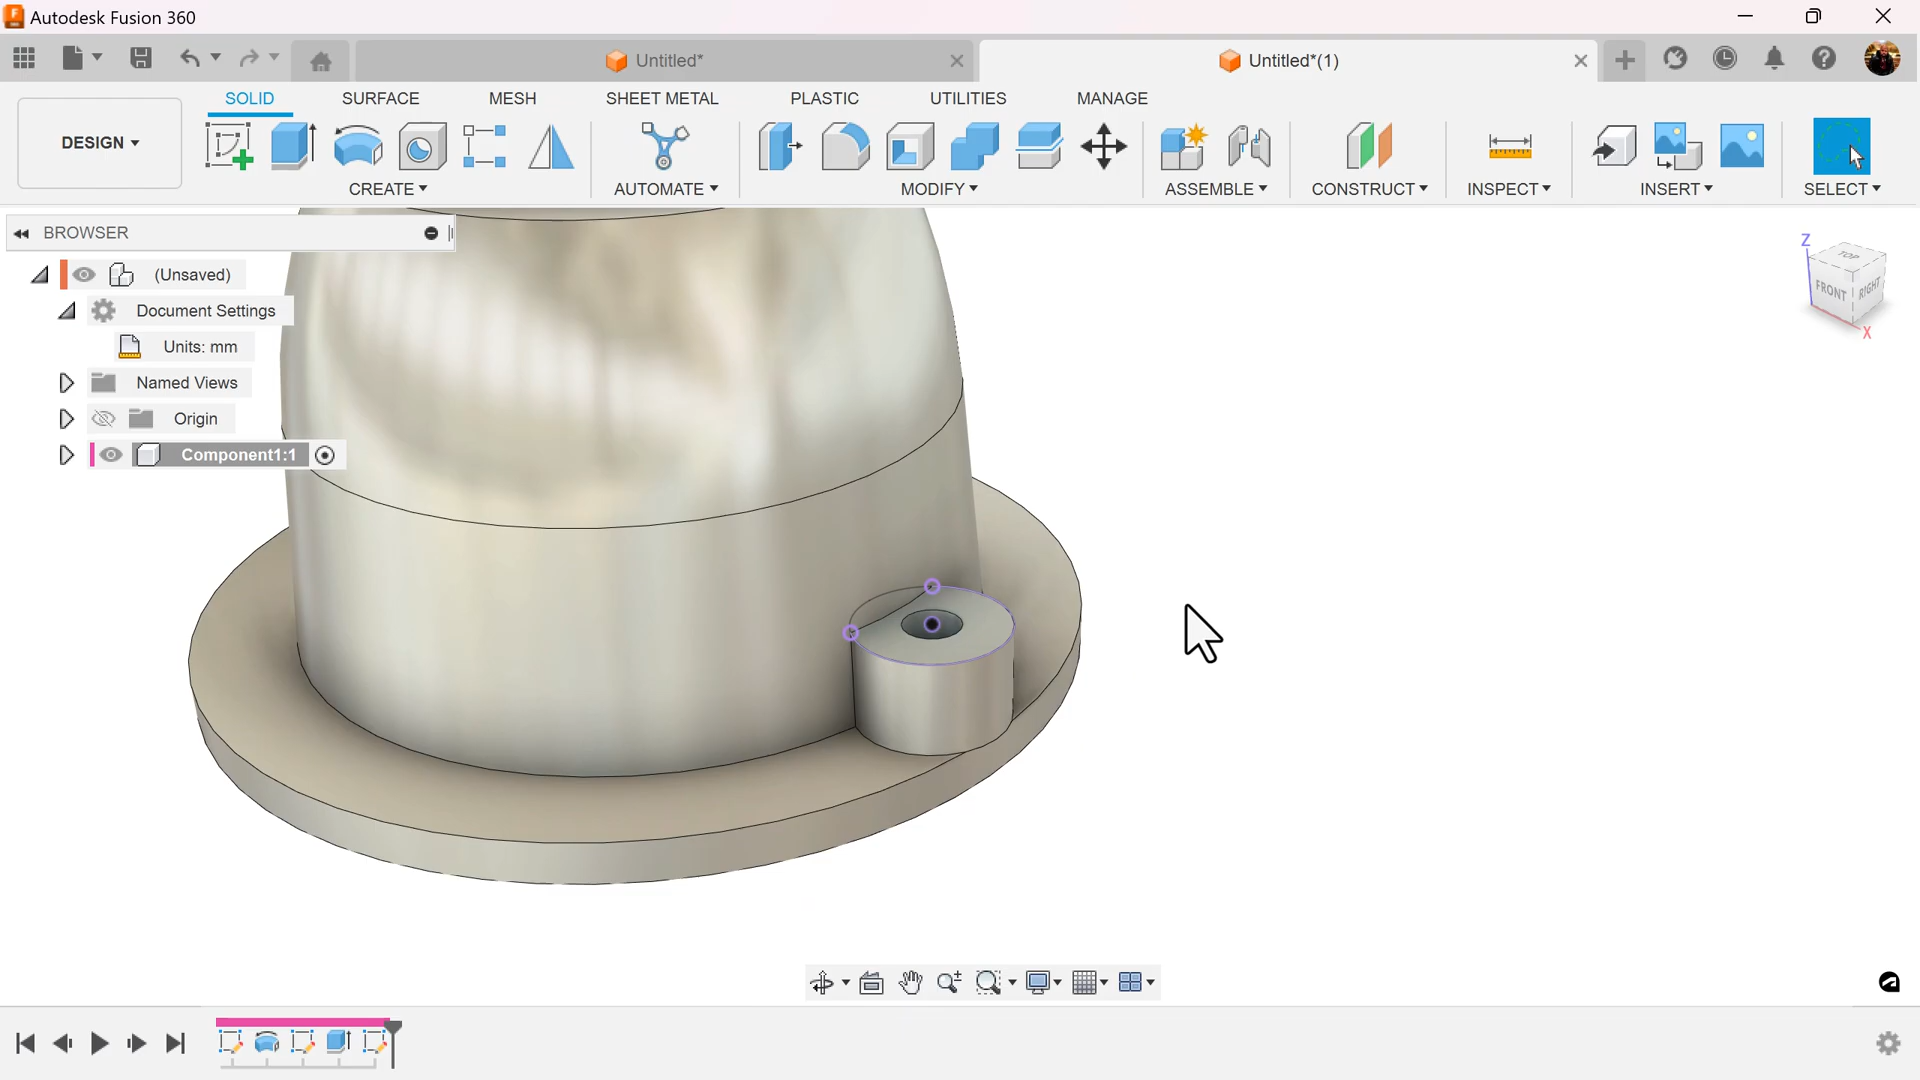 Autodesk Fusion 360
Untitled*
Untitled*(1)
SOLID SURFACE MESH SHEET METAL PLASTIC UTILITIES MANAGE
DESIGN
CREATE AUTOMATE MODIFY ASSEMBLE CONSTRUCT INSPECT INSERT SELECT
BROWSER
(Unsaved)
Document Settings
Units: mm
Named Views
Origin
Component1:1
Z
TOP
FRONT RIGHT
X